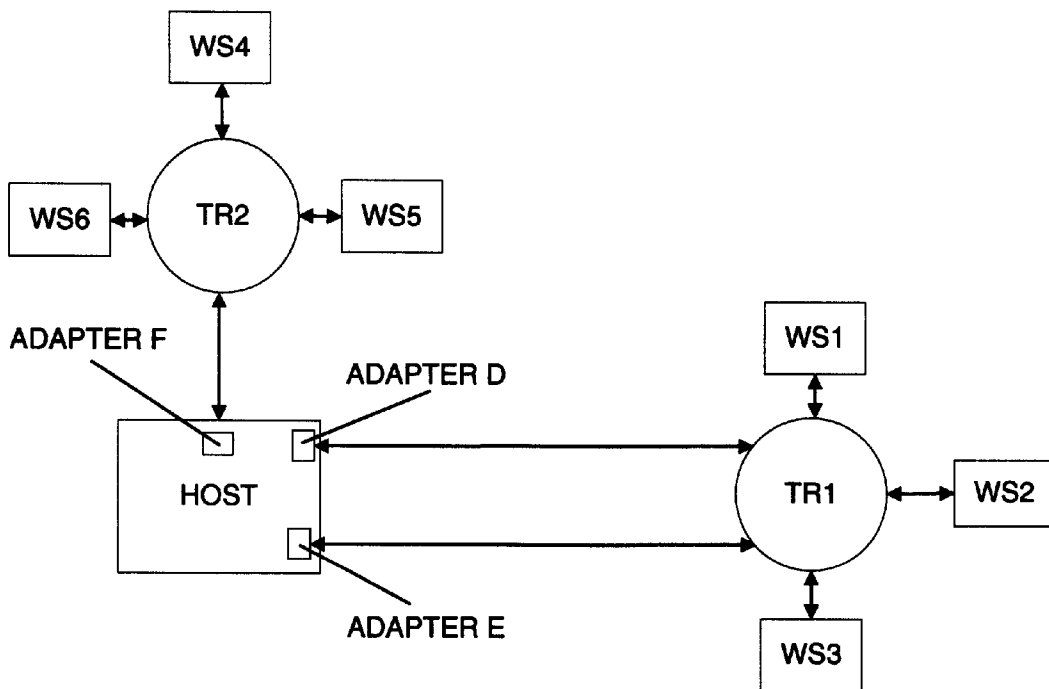 WS4
WS6
TR2
WS5
ADAPTER F
ADAPTER D
WS1
HOST
TR1
WS2
ADAPTER E
WS3